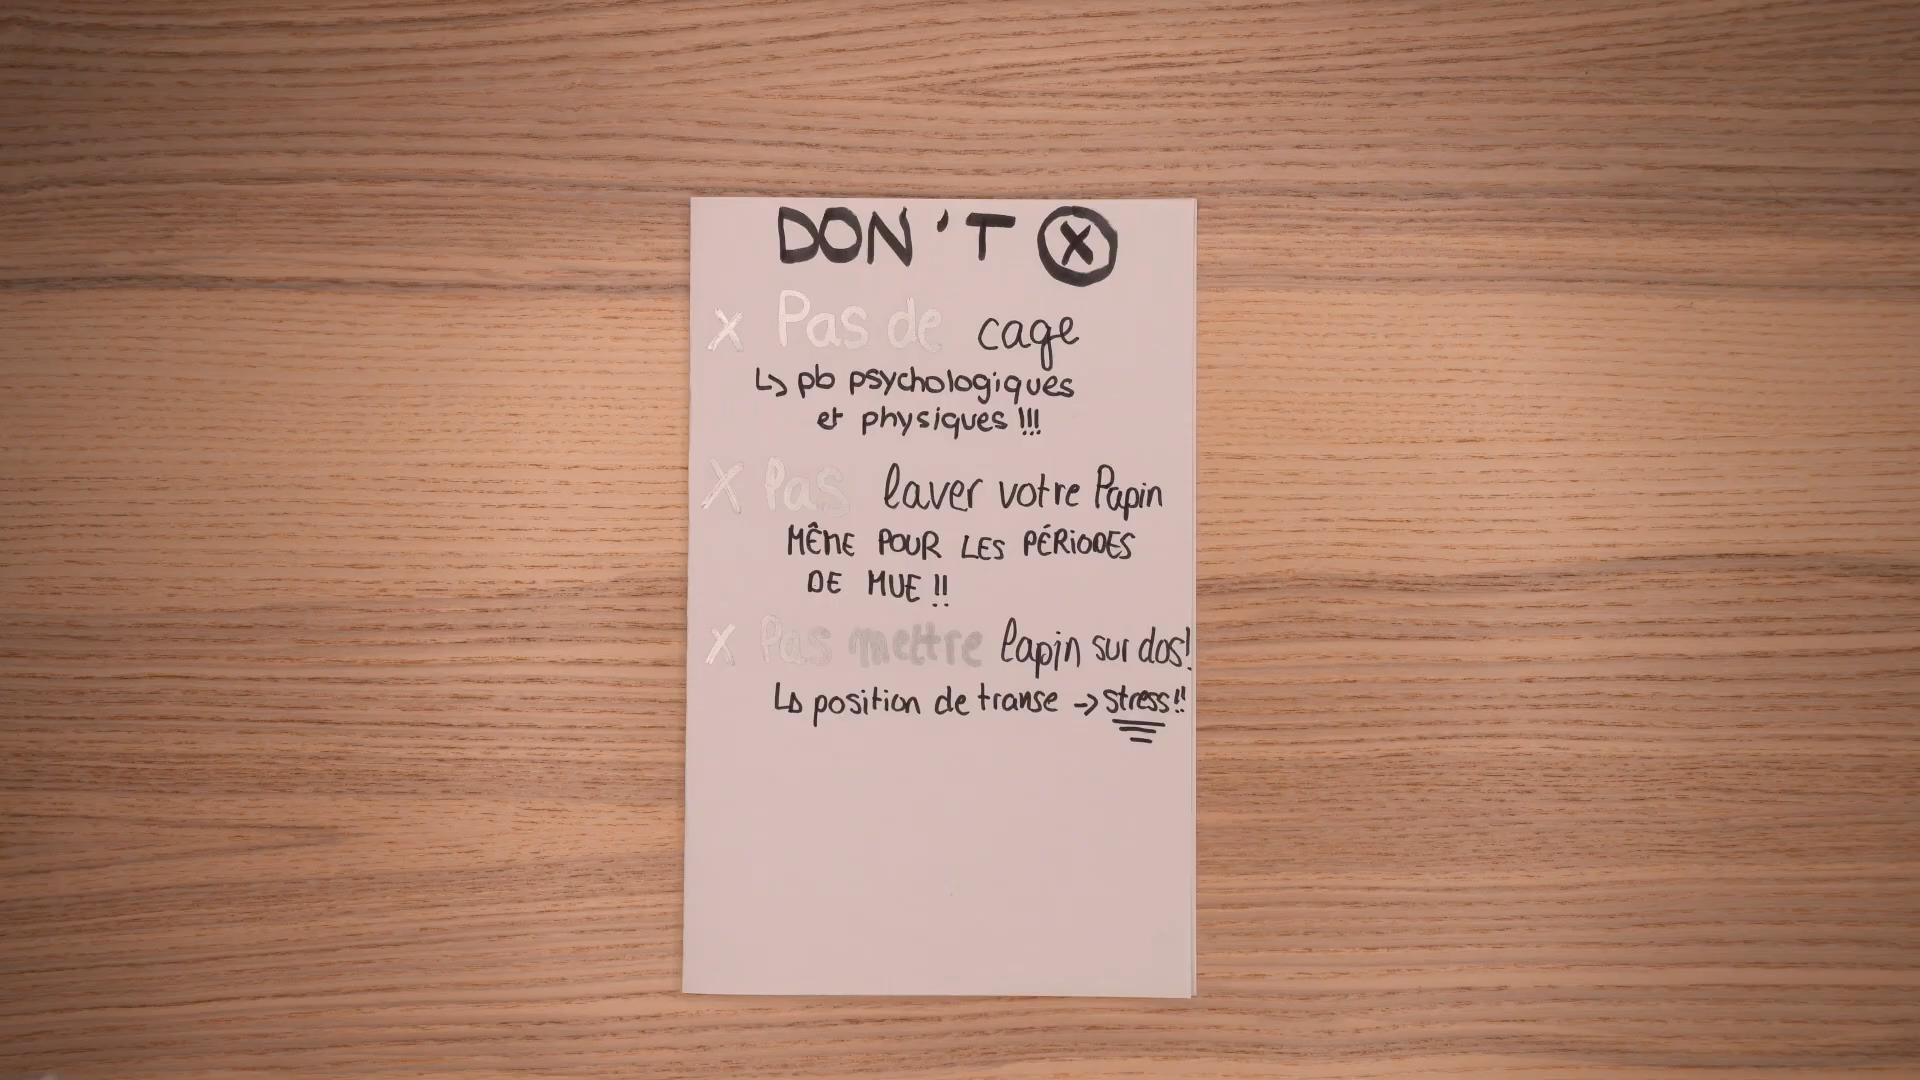 DON'T X
X Pas de cage
↳ pb psychologiques
et physiques !!!
X Pas laver votre lapin
MÊME POUR LES PÉRIODES
DE MUE !!
X Pas mettre lapin sur dos!
↳ position de transe → stress!!